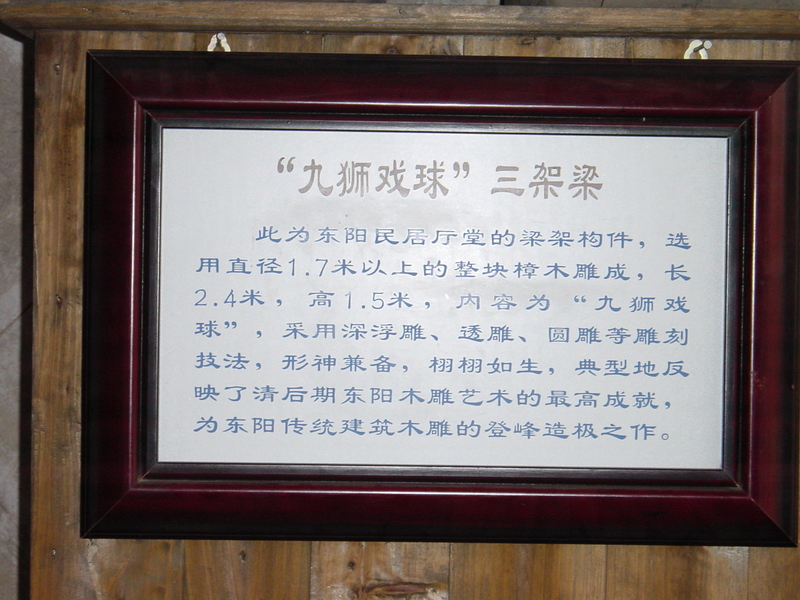 “九狮戏球”三架梁
此为东阳民居厅堂的梁架构件，选
用直径1.7米以上的整块樟木雕成，长
2.4米，高1.5米，内容为“九狮戏
球”，采用深浮雕、透雕、圆雕等雕刻
技法，形神兼备，栩栩如生，典型地反
映了清后期东阳木雕艺术的最高成就，
为东阳传统建筑木雕的登峰造极之作。